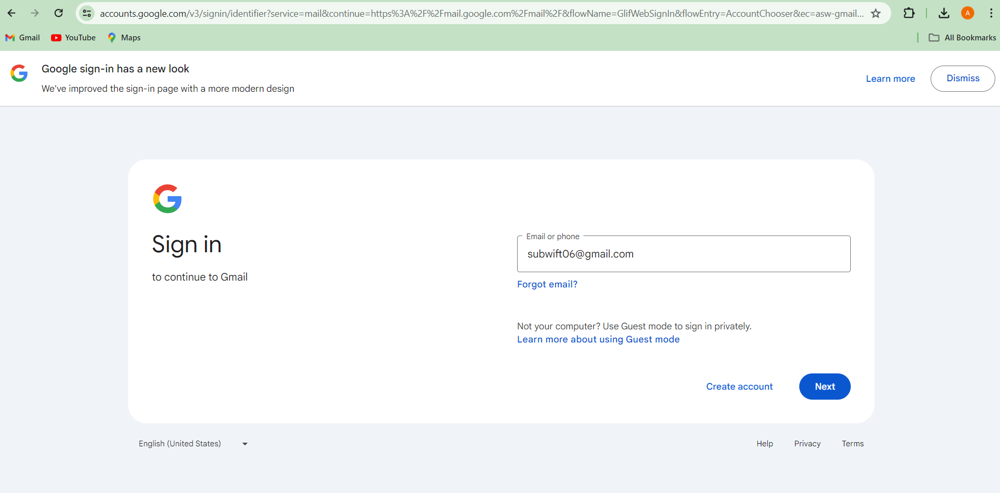 accounts.google.com/v3/signin/identifier?service=mail&continue=https%3A%2F%2Fmail.google.com%2Fmail%2F&flowName=GlifWebSignIn&flowEntry=AccountChooser&ec=asw-gmail...
A
Gmail YouTube Maps All Bookmarks
Google sign-in has a new look
We've improved the sign-in page with a more modern design
Learn more Dismiss
Sign in
to continue to Gmail
Email or phone
subwift06@gmail.com
Forgot email?
Not your computer? Use Guest mode to sign in privately.
Learn more about using Guest mode
Create account Next
English (United States) Help Privacy Terms